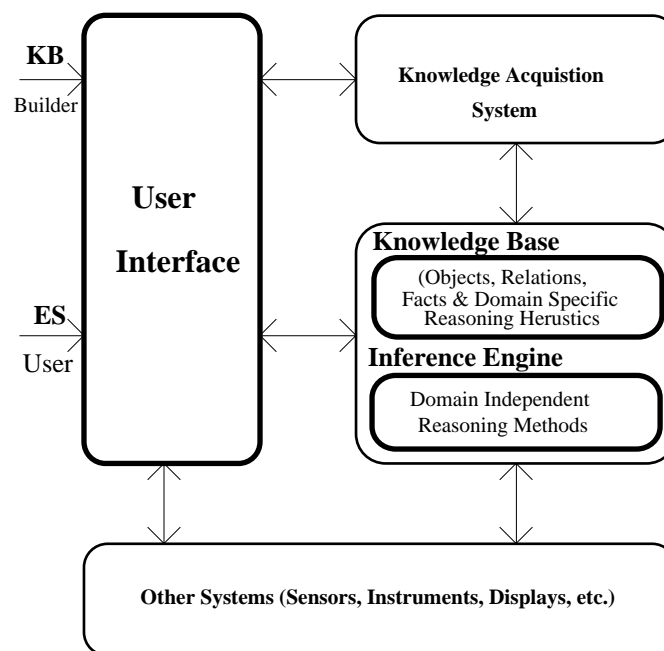 KB
Builder
User
Interface
ES
User
Knowledge Acquistion
System
Knowledge Base
(Objects, Relations,
Facts & Domain Specific
Reasoning Herustics
Inference Engine
Domain Independent
Reasoning Methods
Other Systems (Sensors, Instruments, Displays, etc.)